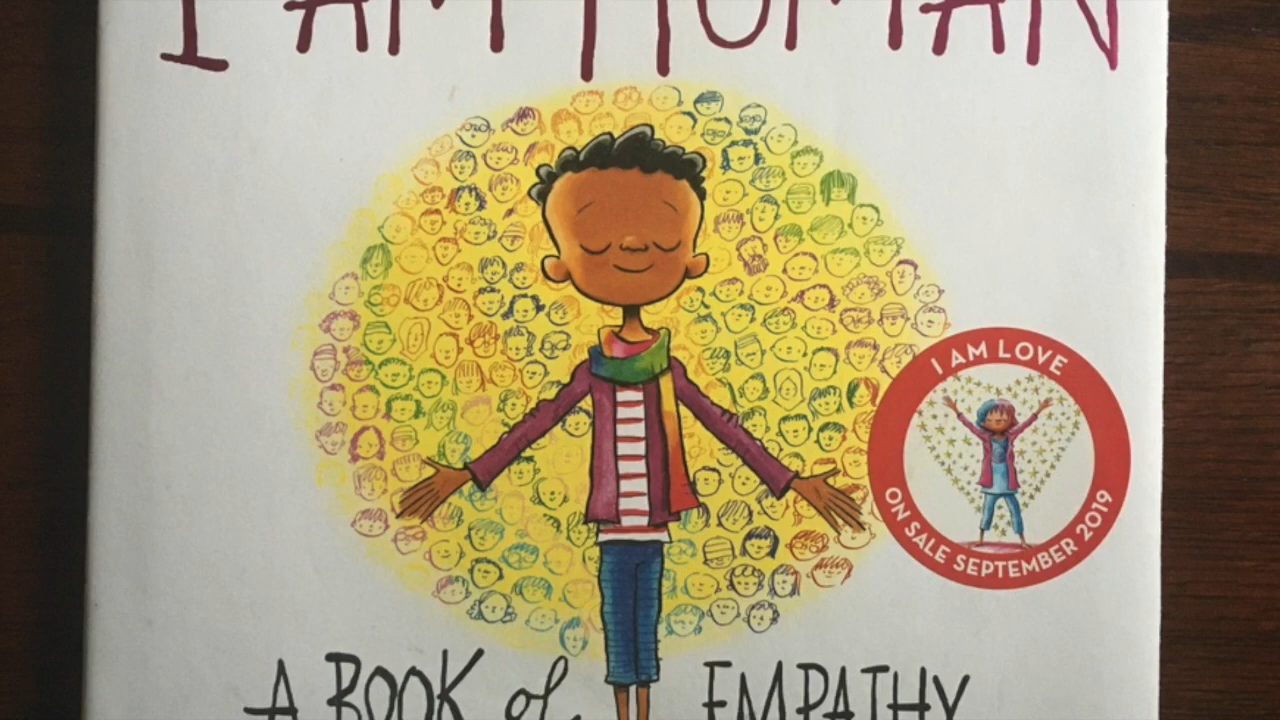 I AM HUMAN
I AM LOVE
ON SALE SEPTEMBER 2019
A BOOK of EMPATHY